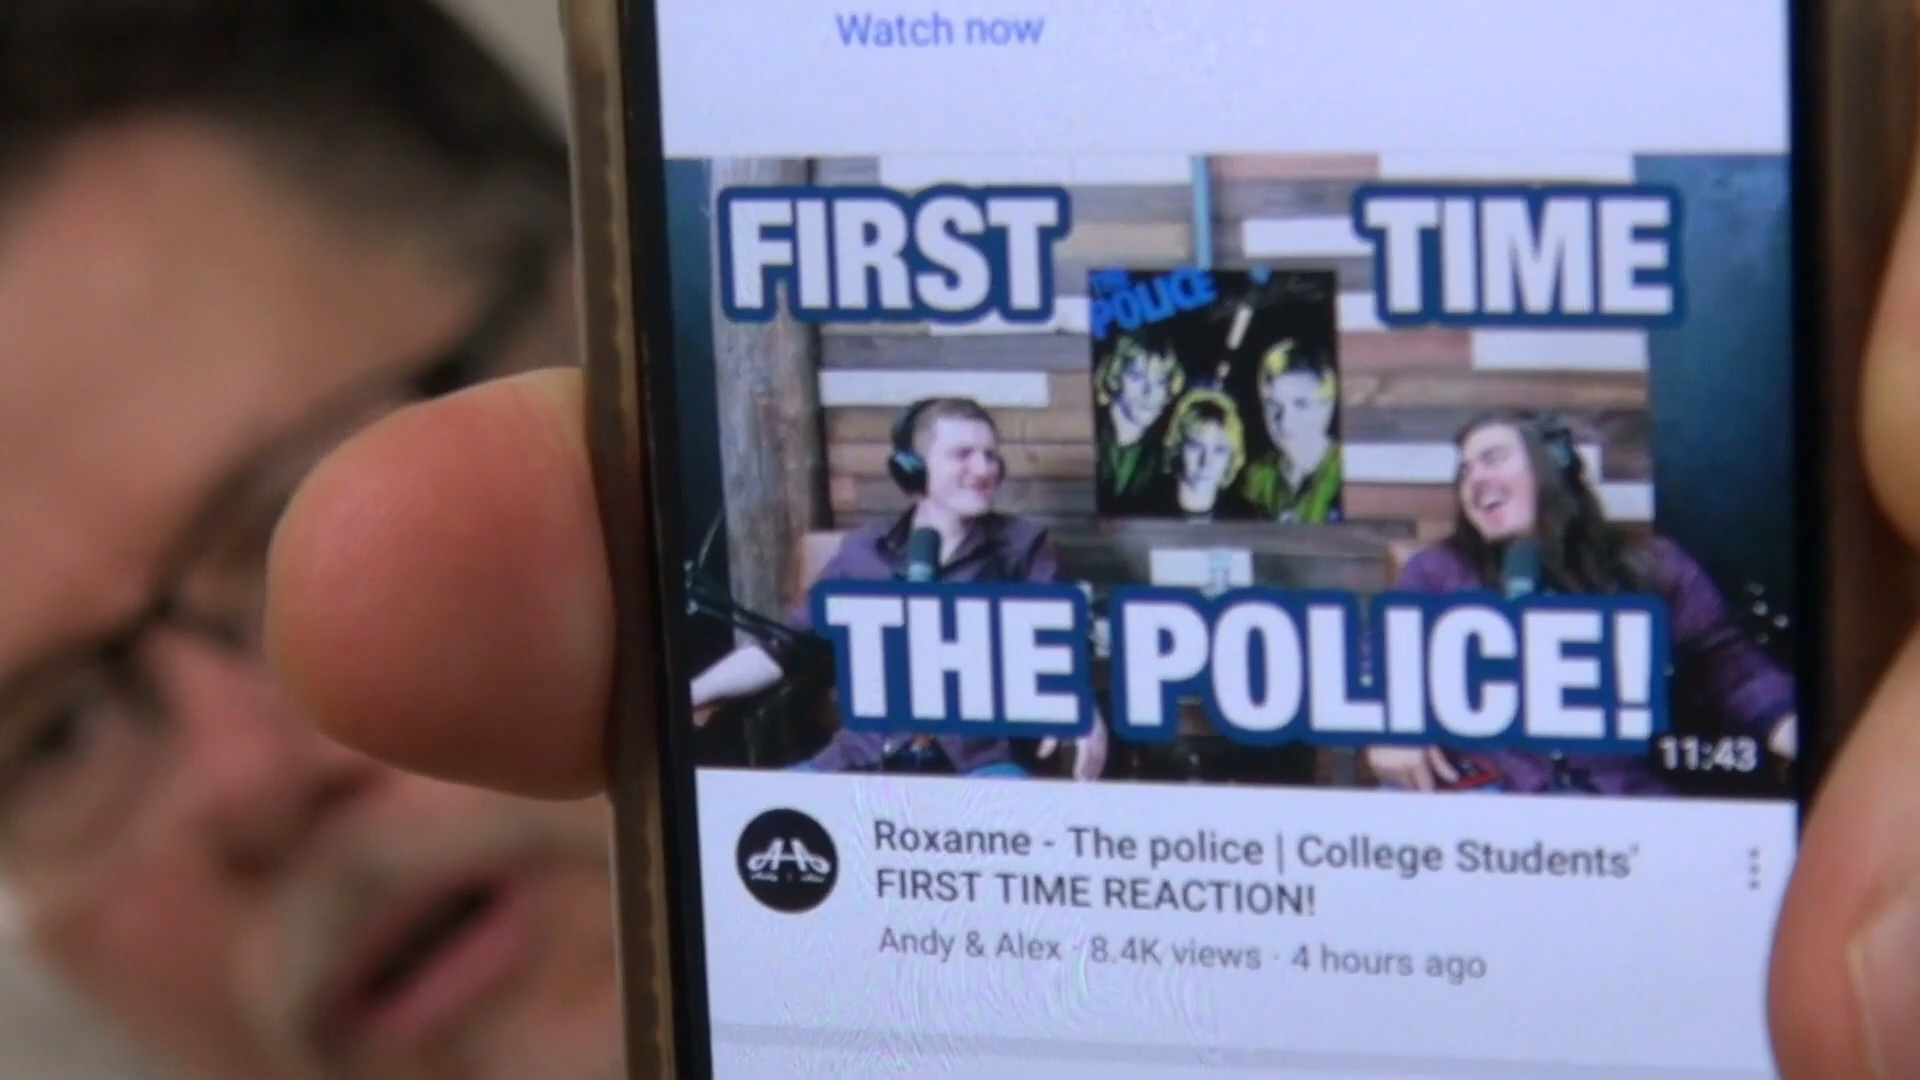 Watch now
FIRST TIME
THE
POLICE
THE POLICE!
11:43
Roxanne - The police | College Students'
FIRST TIME REACTION!
Andy & Alex · 8.4K views · 4 hours ago